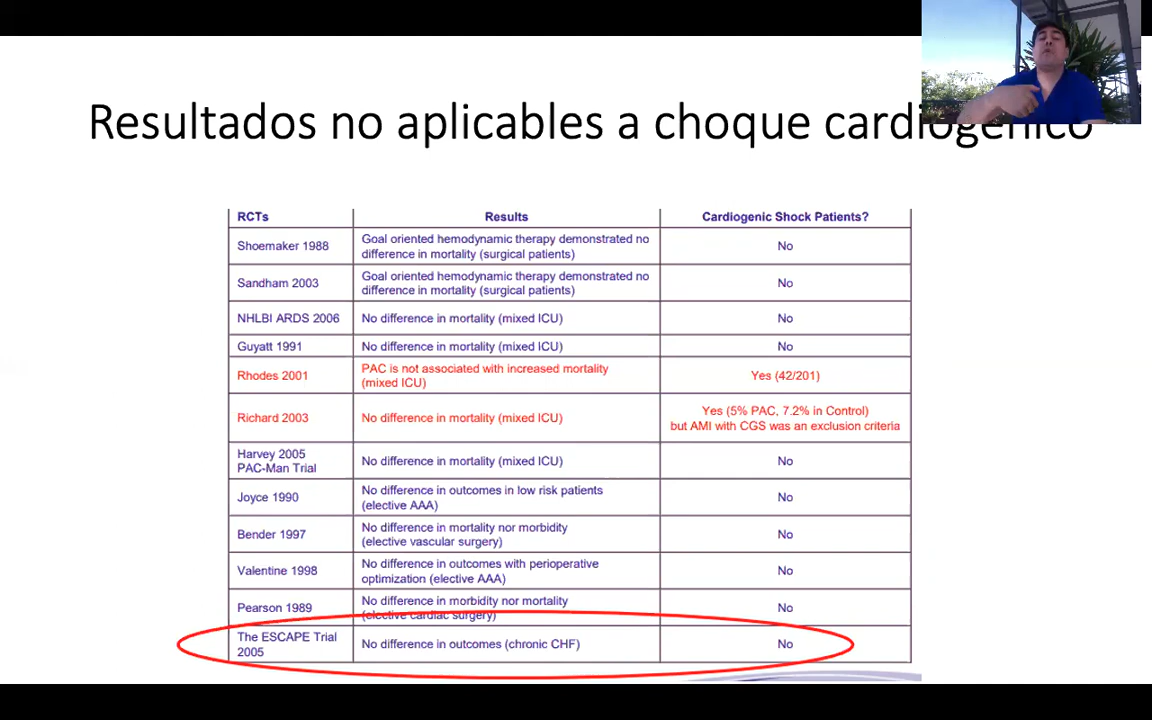 Resultados no aplicables a choque cardiogénico
RCTs Results Cardiogenic Shock Patients?
Shoemaker 1988 Goal oriented hemodynamic therapy demonstrated no difference in mortality (surgical patients) No
Sandham 2003 Goal oriented hemodynamic therapy demonstrated no difference in mortality (surgical patients) No
NHLBI ARDS 2006 No difference in mortality (mixed ICU) No
Guyatt 1991 No difference in mortality (mixed ICU) No
Rhodes 2001 PAC is not associated with increased mortality (mixed ICU) Yes (42/201)
Richard 2003 No difference in mortality (mixed ICU) Yes (5% PAC, 7.2% in Control) but AMI with CGS was an exclusion criteria
Harvey 2005 PAC-Man Trial No difference in mortality (mixed ICU) No
Joyce 1990 No difference in outcomes in low risk patients (elective AAA) No
Bender 1997 No difference in mortality nor morbidity (elective vascular surgery) No
Valentine 1998 No difference in outcomes with perioperative optimization (elective AAA) No
Pearson 1989 No difference in morbidity nor mortality (elective cardiac surgery) No
The ESCAPE Trial 2005 No difference in outcomes (chronic CHF) No